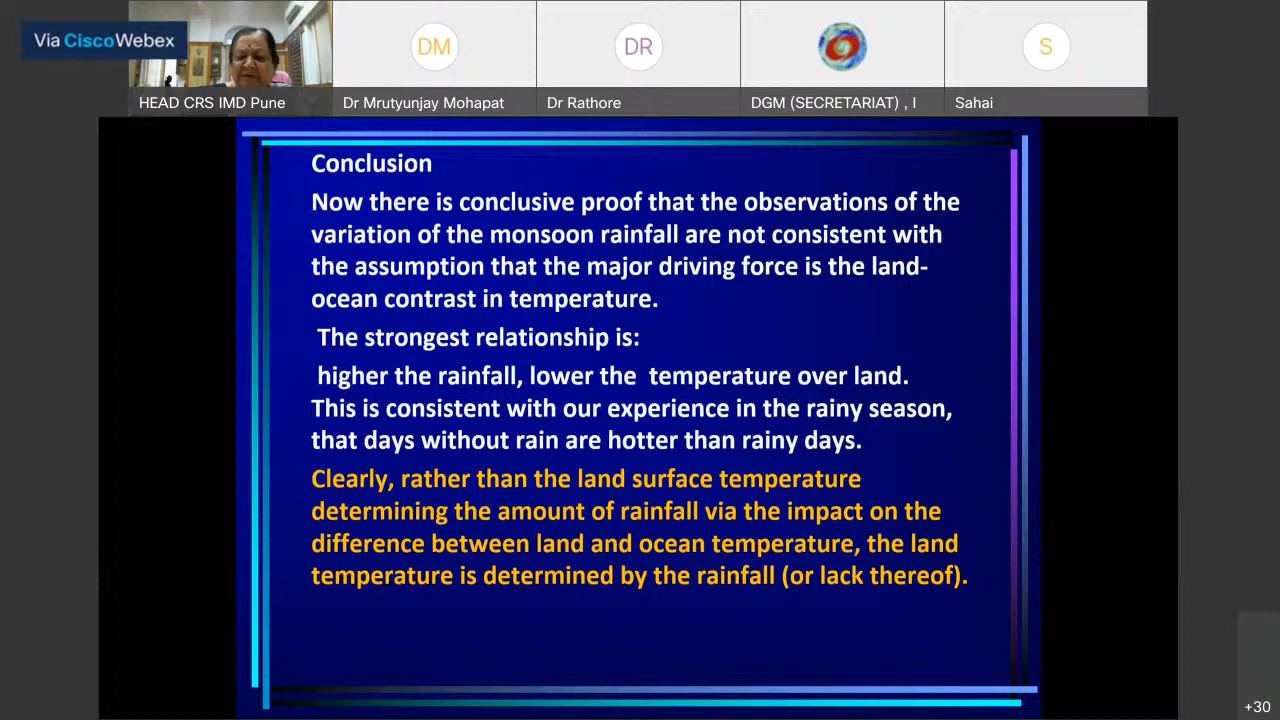 Via Cisco Webex
HEAD CRS IMD Pune
DM
Dr Mrutyunjay Mohapat
DR
Dr Rathore
DGM (SECRETARIAT) , I
S
Sahai
Conclusion
Now there is conclusive proof that the observations of the
variation of the monsoon rainfall are not consistent with
the assumption that the major driving force is the land-
ocean contrast in temperature.
The strongest relationship is:
higher the rainfall, lower the temperature over land.
This is consistent with our experience in the rainy season,
that days without rain are hotter than rainy days.
Clearly, rather than the land surface temperature
determining the amount of rainfall via the impact on the
difference between land and ocean temperature, the land
temperature is determined by the rainfall (or lack thereof).
+30